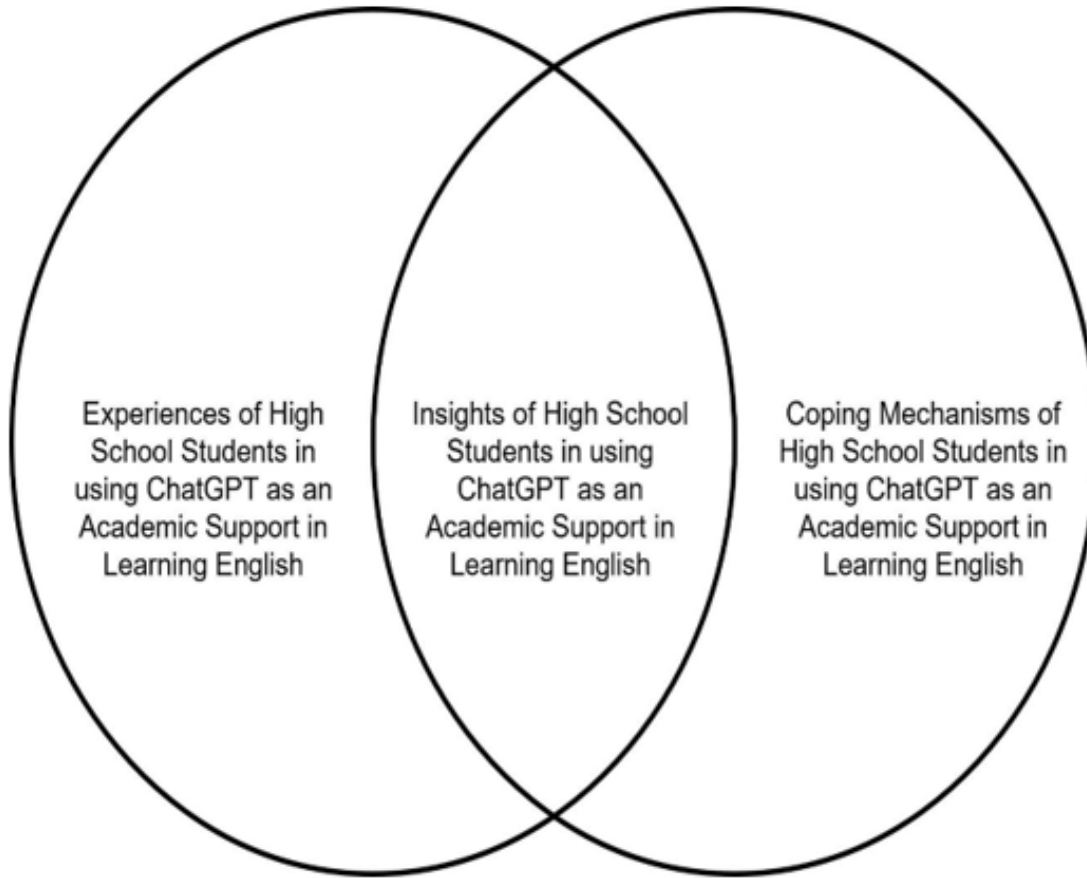 Experiences of High
School Students in
using ChatGPT as an
Academic Support in
Learning English
Insights of High School
Students in using
ChatGPT as an
Academic Support in
Learning English
Coping Mechanisms of
High School Students in
using ChatGPT as an
Academic Support in
Learning English